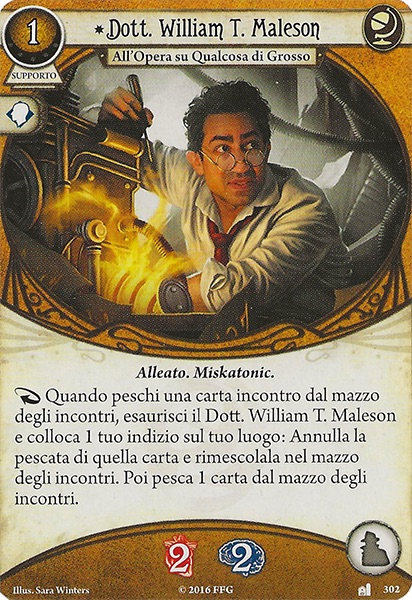 1
*Dott. William T. Maleson
All'Opera su Qualcosa di Grosso
SUPPORTO
Alleato. Miskatonic.
Quando peschi una carta incontro dal mazzo
degli incontri, esaurisci il Dott. William T. Maleson
e colloca 1 tuo indizio sul tuo luogo: Annulla la
pescata di quella carta e rimescolala nel mazzo
degli incontri. Poi pesca 1 carta dal mazzo degli
incontri.
2 2
Illus. Sara Winters © 2016 FFG 302